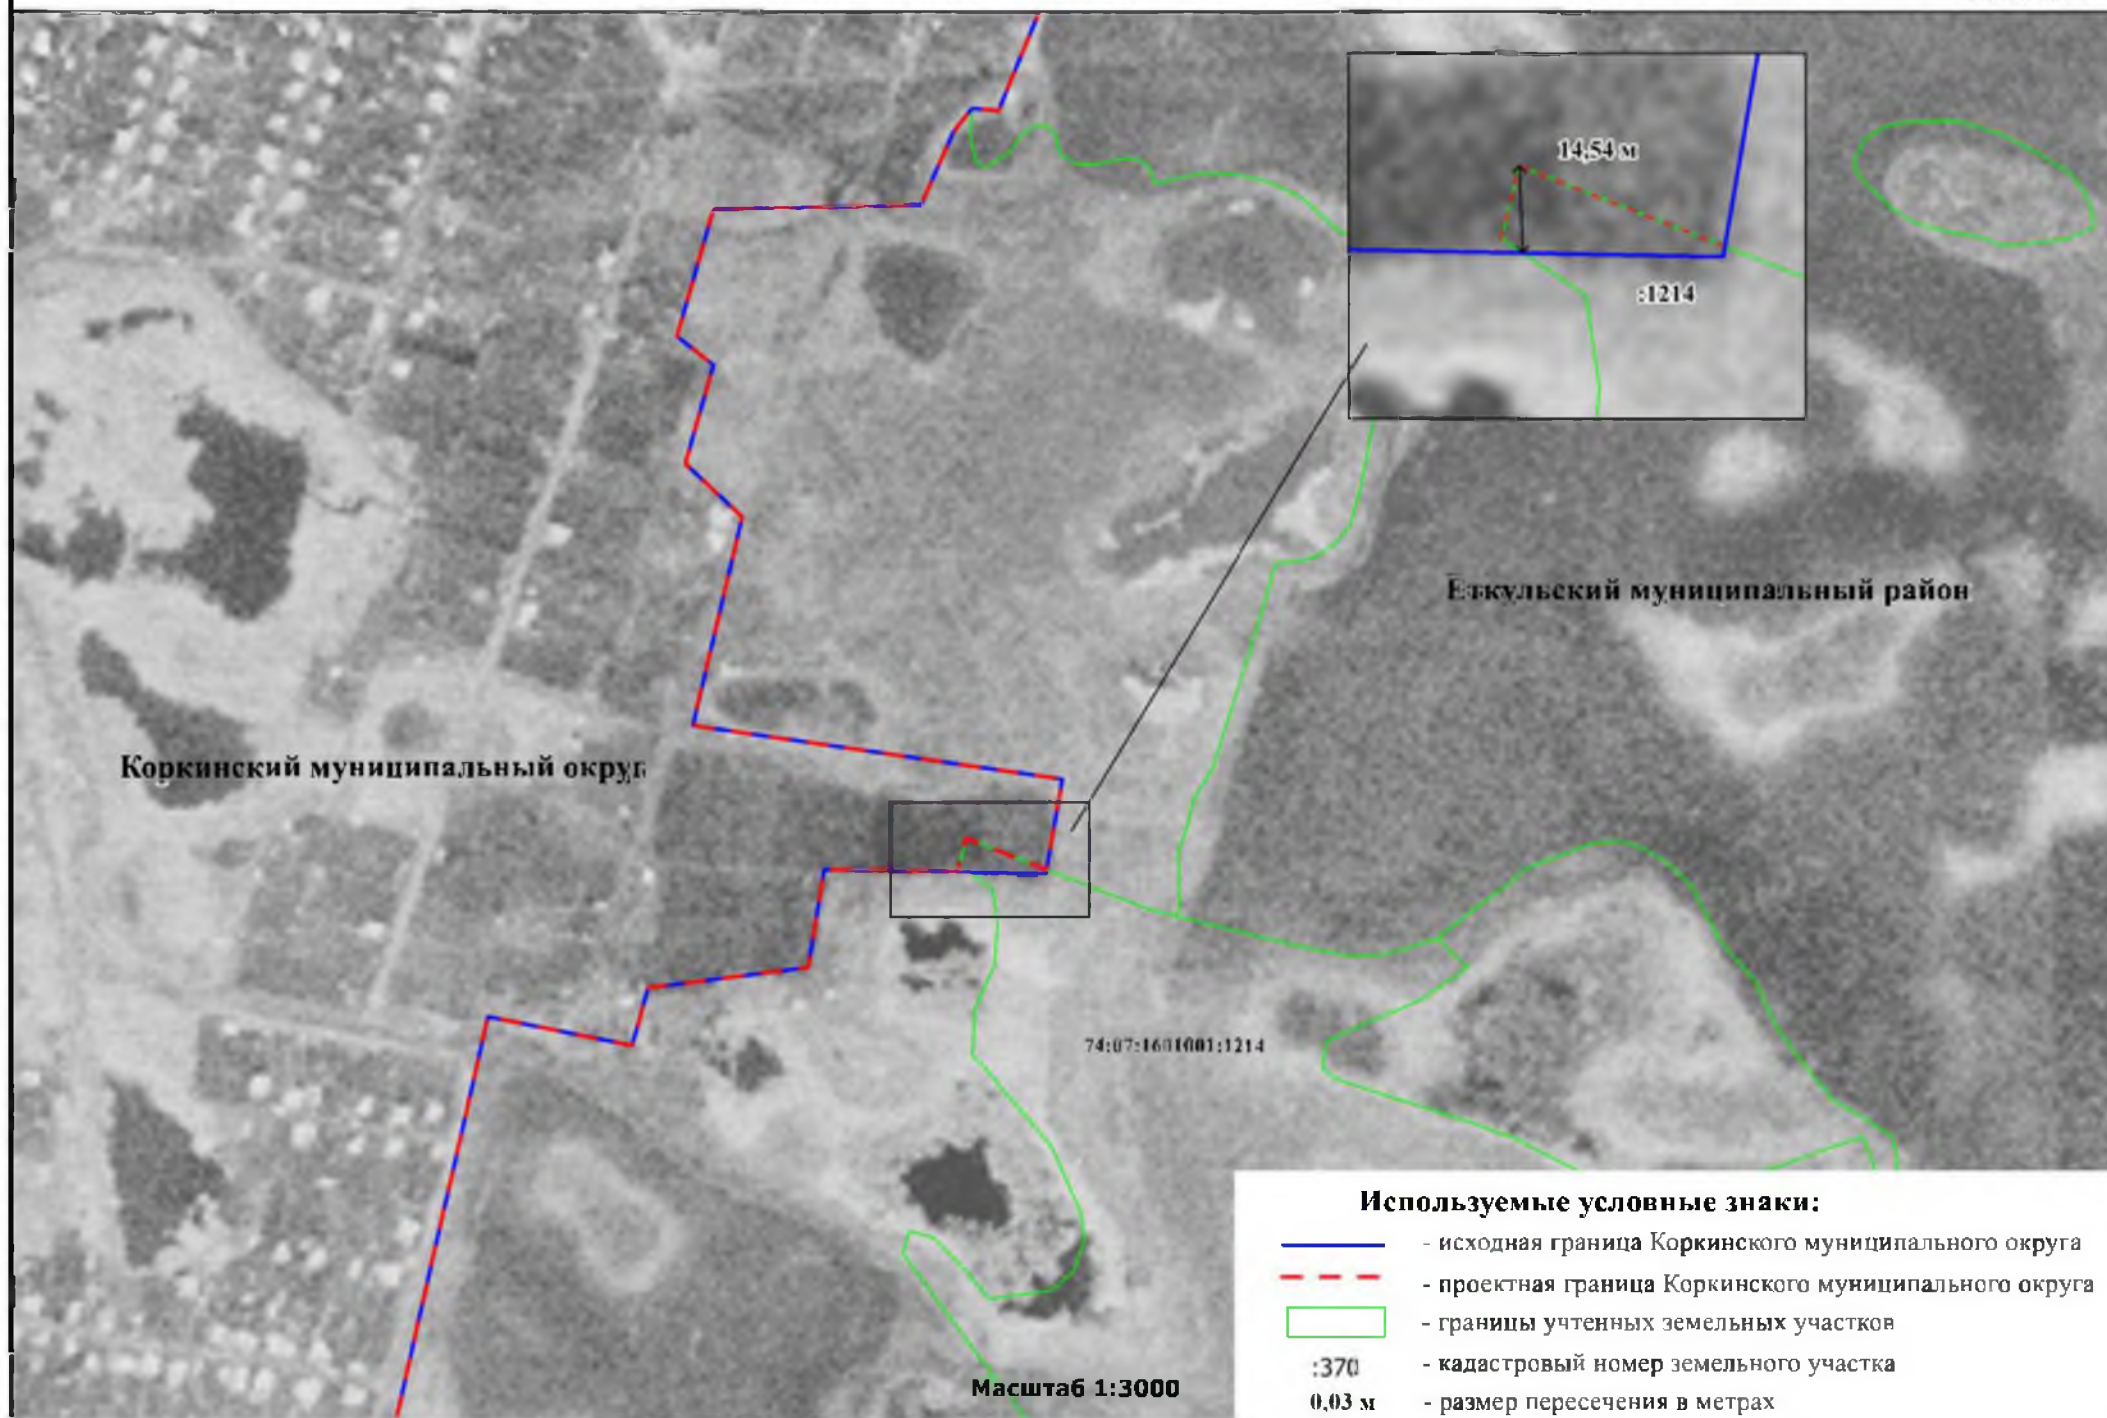 14,54 м
:1214
Еткульский муниципальный район
Коркинский муниципальный округ
74:07:1601001:1214
Используемые условные знаки:
- исходная граница Коркинского муниципального округа
- проектная граница Коркинского муниципального округа
- границы учтенных земельных участков
:370 - кадастровый номер земельного участка
0,03 м - размер пересечения в метрах
Масштаб 1:3000